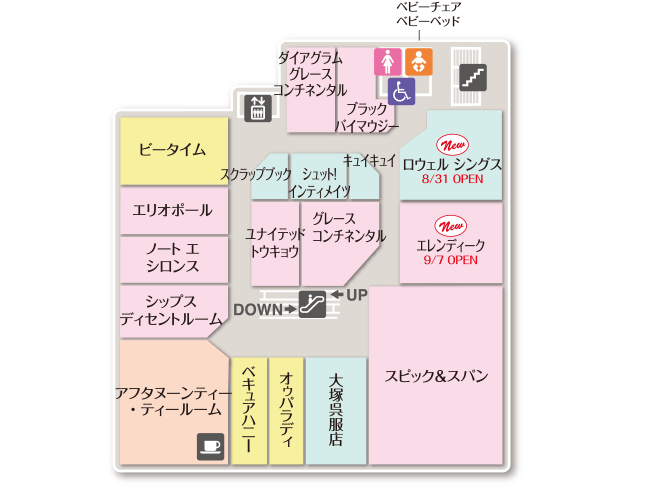 ベビーチェア
ベビーベッド
ダイアグラム
グレース
コンチネンタル
ブラック
バイマウジー
ビータイム
スクラップブック
シュット!
インティメイツ
キュイキュイ
New
ロウェル シングス
8/31 OPEN
エリオポール
ユナイテッド
トウキョウ
グレース
コンチネンタル
New
エレンディーク
9/7 OPEN
ノート エ
シロンス
シップス
ディセントルーム
DOWN
UP
アフタヌーンティー
・ティールーム
ベキュアハニー
オゥパラディ
大塚呉服店
スピック&スパン